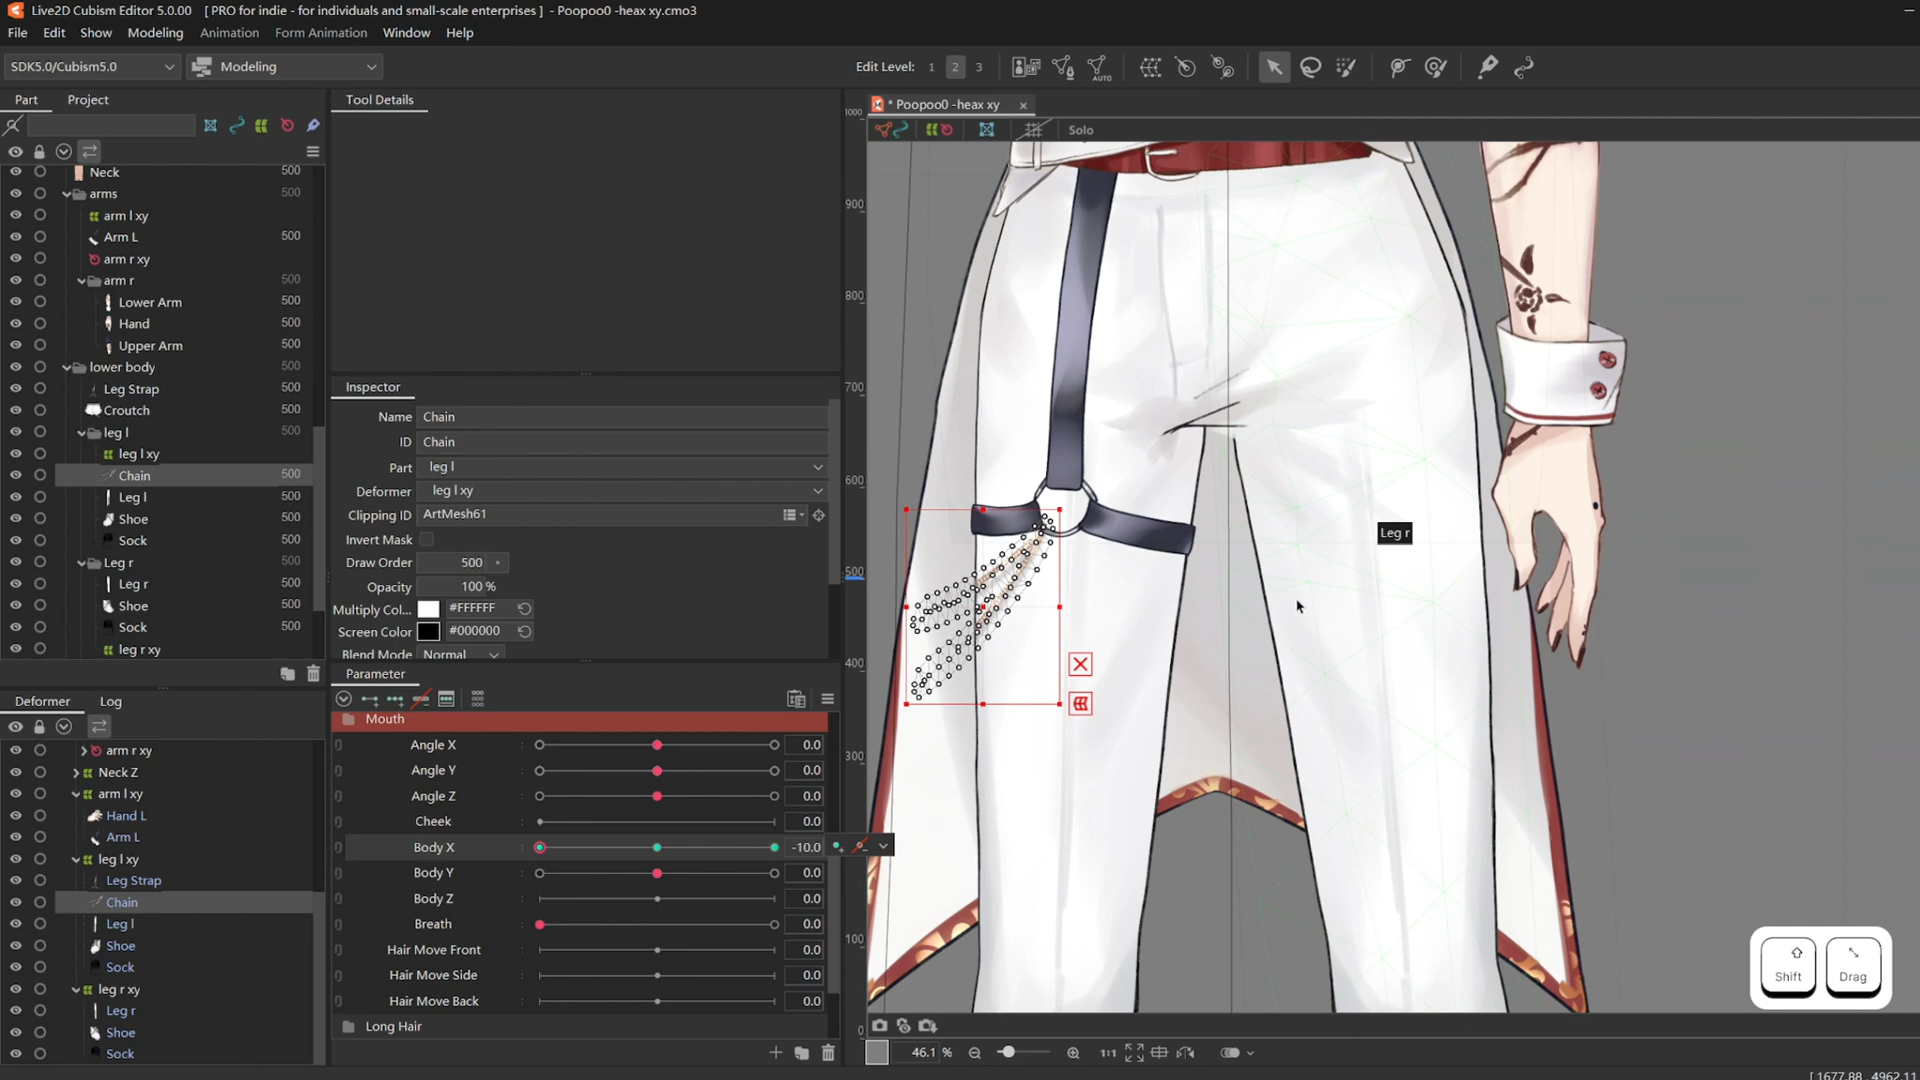 Live2D Cubism Editor 5.0.00 [ PRO for indie - for individuals and small-scale enterprises ] - Poopoo0 -heax xy.cmo3
File Edit Show Modeling Animation Form Animation Window Help
SDK5.0/Cubism5.0 Modeling Edit Level: 1 2 3 AUTO
Part Project
Neck 500
arms 500
arm l xy
Arm L 500
arm r xy
arm r 500
Lower Arm 500
Hand 500
Upper Arm 500
lower body 500
Leg Strap 500
Croutch 500
leg l 500
leg l xy
Chain 500
Leg l 500
Shoe 500
Sock 500
Leg r 500
Leg r 500
Shoe 500
Sock 500
leg r xy
Deformer Log
arm r xy
Neck Z
arm l xy
Hand L
Arm L
leg l xy
Leg Strap
Chain
Leg l
Shoe
Sock
leg r xy
Leg r
Shoe
Sock
Tool Details
Inspector
Name Chain
ID Chain
Part leg l
Deformer leg l xy
Clipping ID ArtMesh61
Invert Mask
Draw Order 500
Opacity 100 %
Multiply Col... #FFFFFF
Screen Color #000000
Blend Mode Normal
Parameter
Mouth
Angle X 0.0
Angle Y 0.0
Angle Z 0.0
Cheek 0.0
Body X -10.0
Body Y 0.0
Body Z 0.0
Breath 0.0
Hair Move Front 0.0
Hair Move Side 0.0
Hair Move Back 0.0
Long Hair
* Poopoo0 -heax xy
Solo
1000
900
800
700
600
500
400
300
100
0
Leg r
Shift Drag
46.1 % 1:1
[ 1677.88 , 4962.11